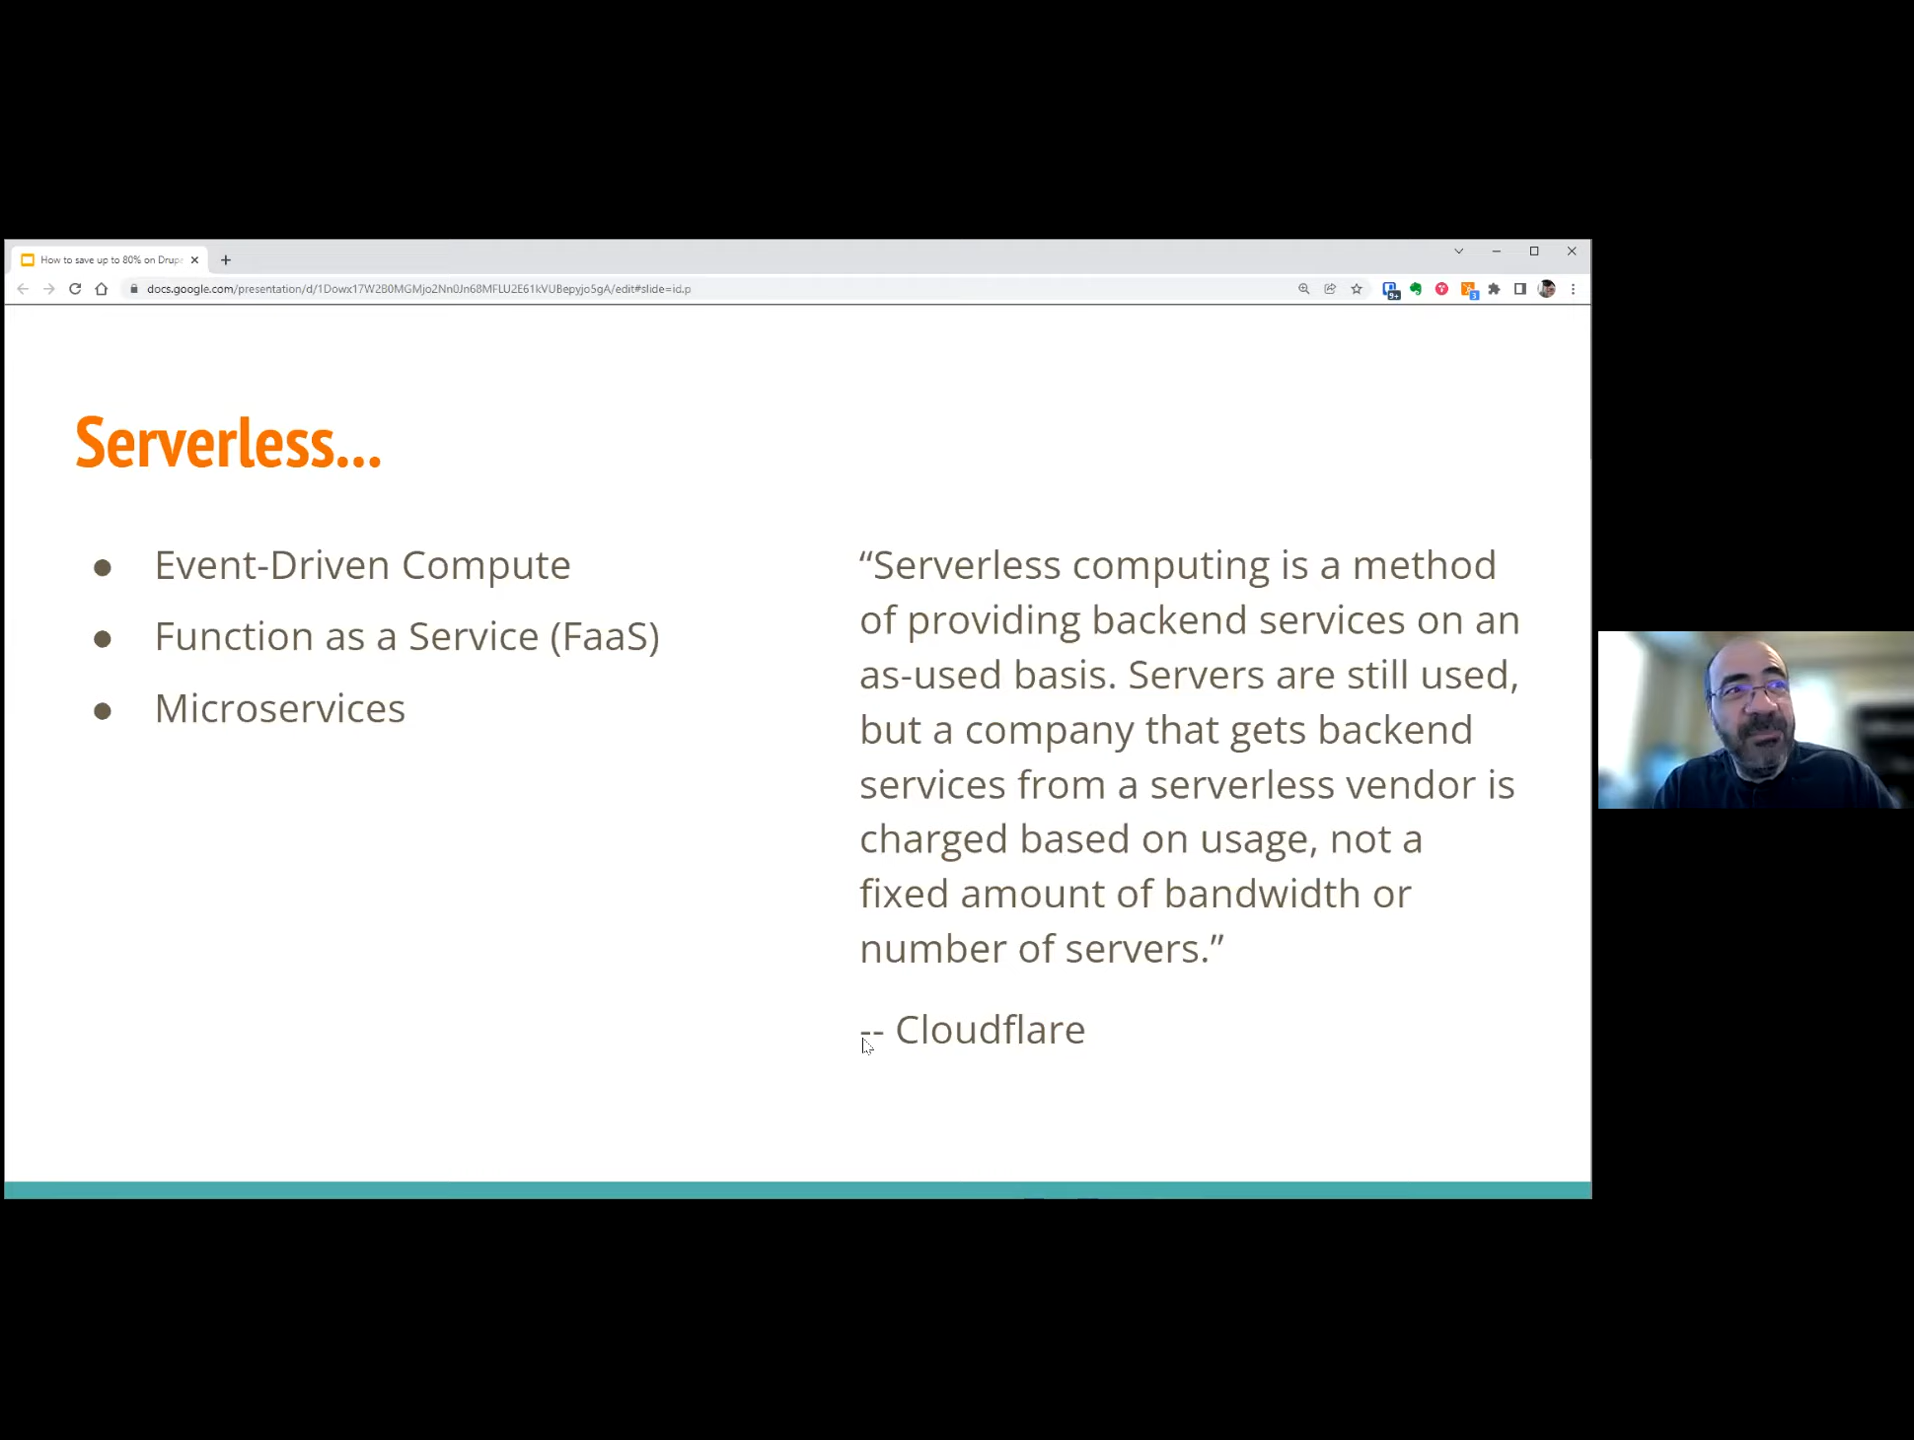 How to save up to 80% on Drup
docs.google.com/presentation/d/1Dowx17W280MGMjo2Nn0Jn68MFLU2E61kVUBepyjo5gA/edit#slide=id.p
9+
3
Serverless...
● Event-Driven Compute
● Function as a Service (FaaS)
● Microservices
“Serverless computing is a method
of providing backend services on an
as-used basis. Servers are still used,
but a company that gets backend
services from a serverless vendor is
charged based on usage, not a
fixed amount of bandwidth or
number of servers.”
-- Cloudflare